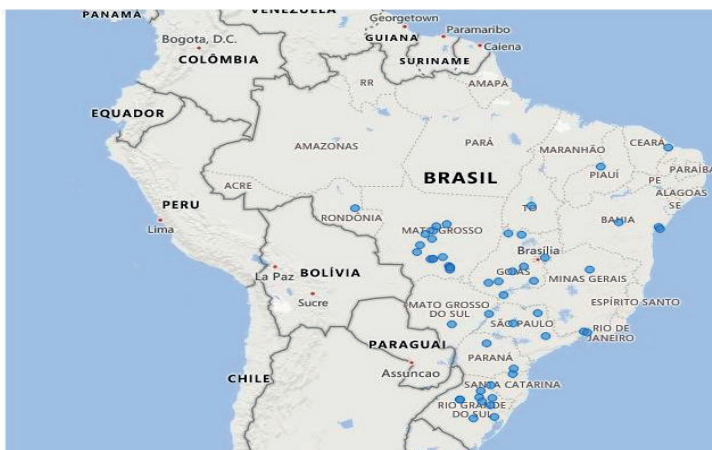 PANAMÁ
VENEZUELA
Georgetown
Paramaribo
Bogota, D.C.
GUIANA
Caiena
COLÔMBIA
SURINAME
RR
AMAPÁ
EQUADOR
AMAZONAS
PARÁ
MARANHÃO
CEARÁ
PARAÍBA
PIAUÍ
PE
ACRE
BRASIL
ALAGOAS
SE
PERU
RONDÔNIA
TO
BAHIA
Lima
MATO GROSSO
Brasília
La Paz
BOLÍVIA
GOIÁS
MINAS GERAIS
Sucre
MATO GROSSO
DO SUL
ESPÍRITO SANTO
SÃO PAULO
RIO DE
JANEIRO
PARAGUAI
PARANÁ
Assuncao
CHILE
SANTA CATARINA
RIO GRANDE
DO SUL